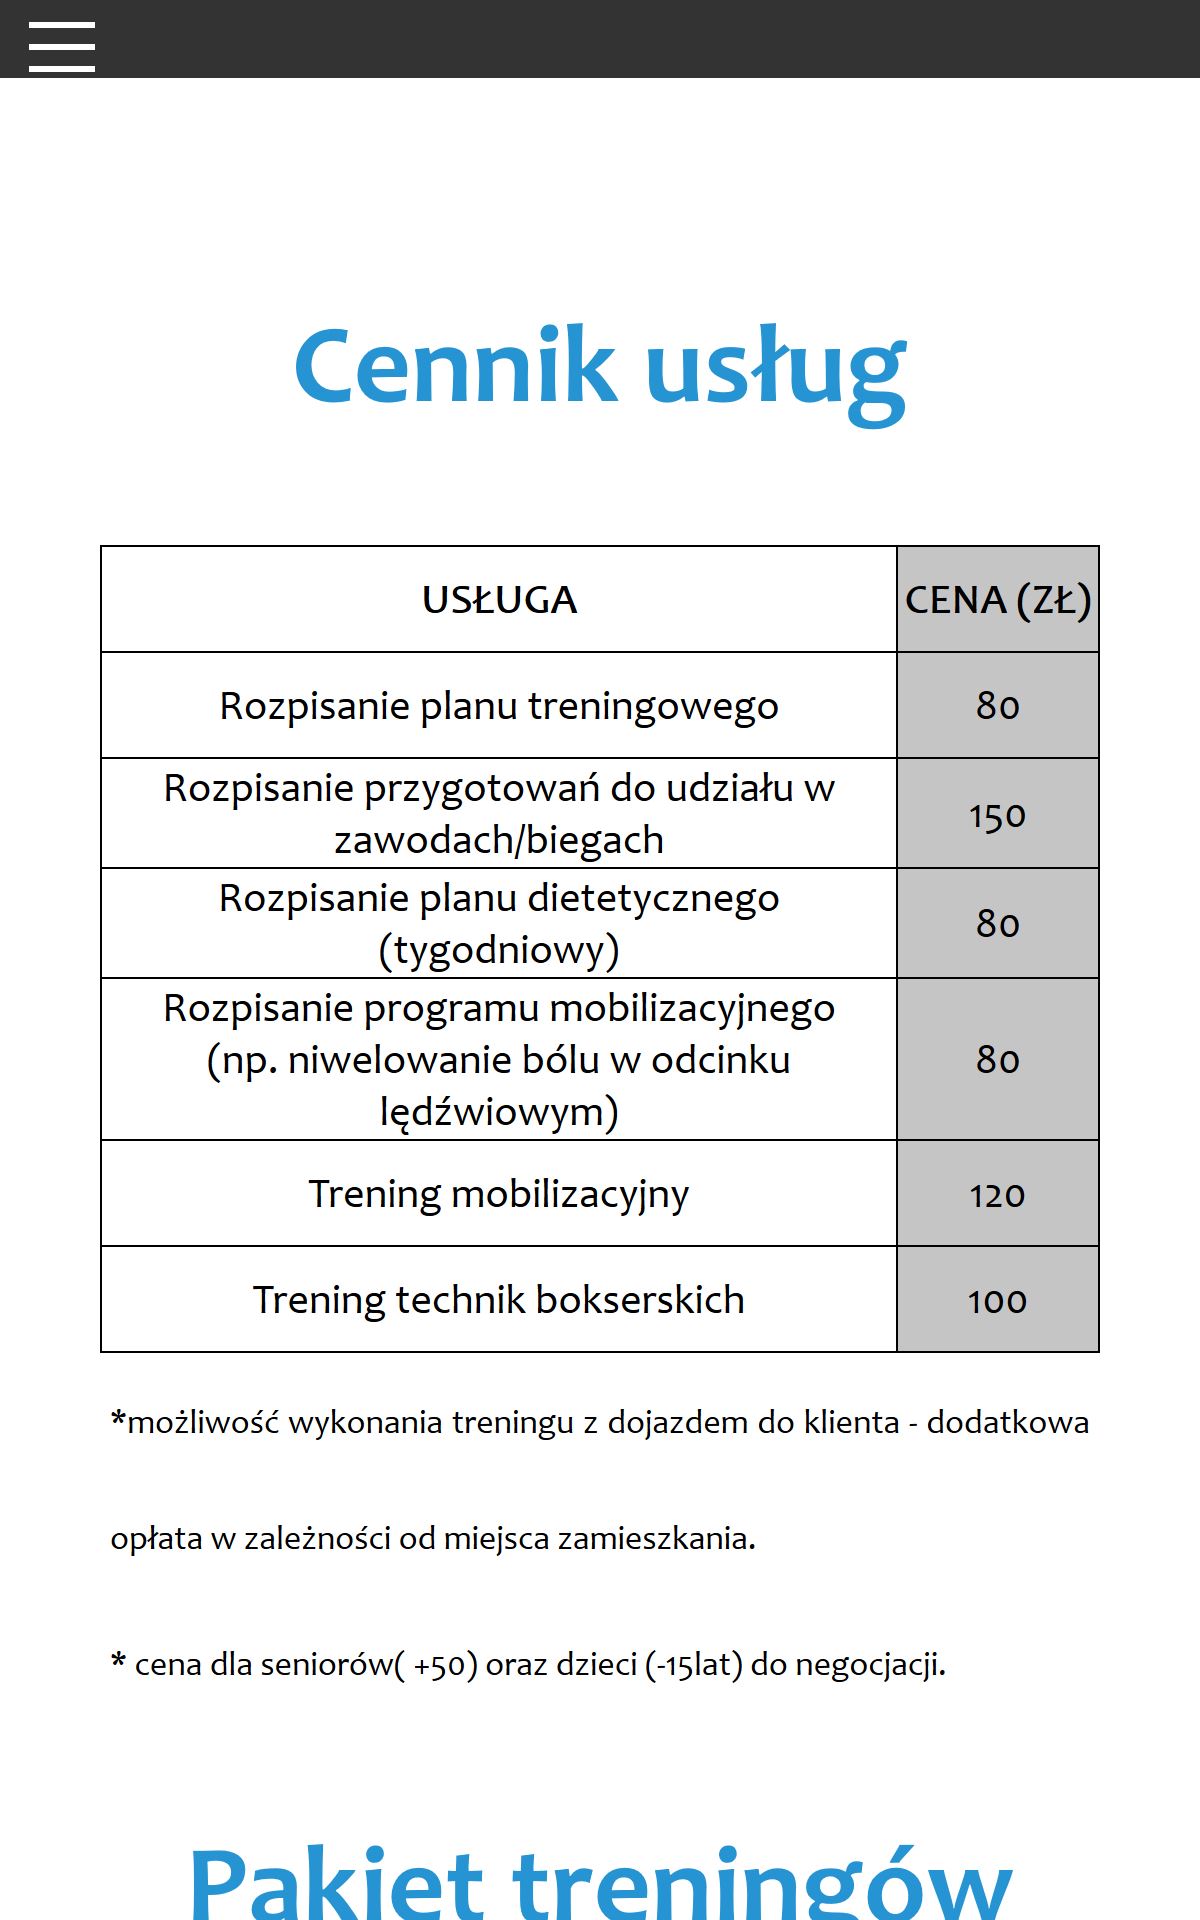 Cennik usług
USŁUGA CENA (ZŁ)
Rozpisanie planu treningowego 80
Rozpisanie przygotowań do udziału w
zawodach/biegach 150
Rozpisanie planu dietetycznego
(tygodniowy) 80
Rozpisanie programu mobilizacyjnego
(np. niwelowanie bólu w odcinku 80
lędźwiowym)
Trening mobilizacyjny 120
Trening technik bokserskich 100
*możliwość wykonania treningu z dojazdem do klienta - dodatkowa
opłata w zależności od miejsca zamieszkania.
* cena dla seniorów( +50) oraz dzieci (-15lat) do negocjacji.
Pakiet treningów